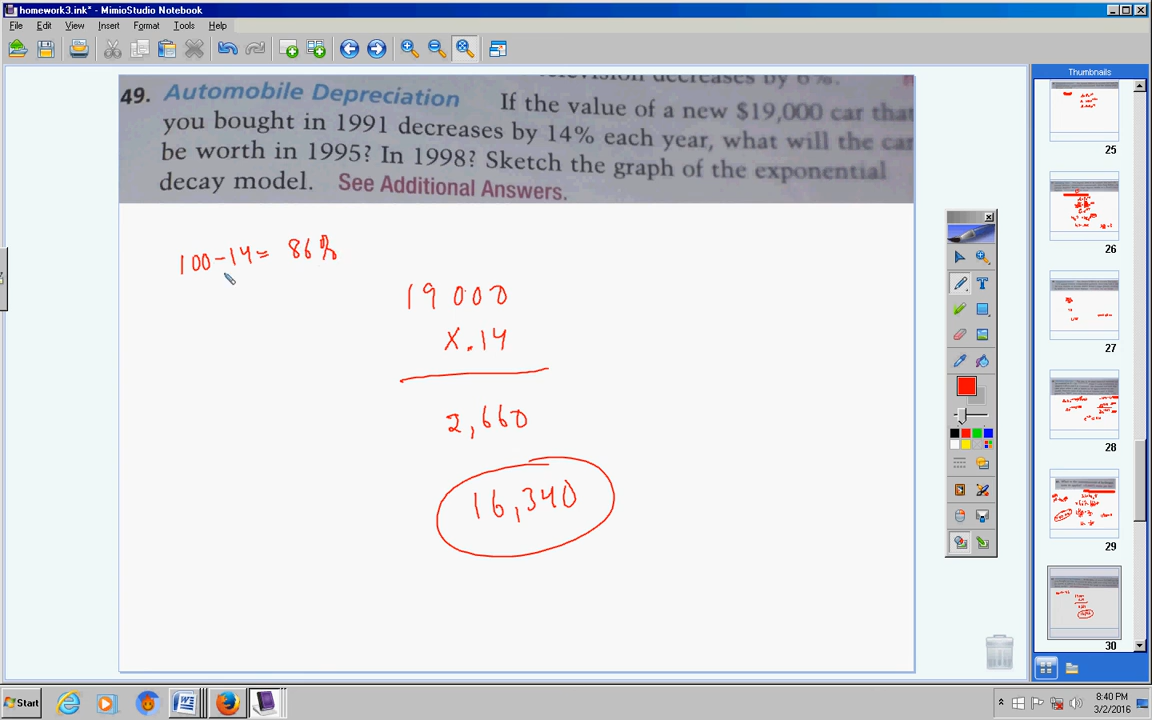 homework3.ink* - MimioStudio Notebook
File Edit View Insert Format Tools Help
49. Automobile Depreciation If the value of a new $19,000 car that
you bought in 1991 decreases by 14% each year, what will the car
be worth in 1995? In 1998? Sketch the graph of the exponential
decay model. See Additional Answers.
100-14= 86%
19000
x.14
2,660
16,340
Thumbnails
25
26
27
28
29
30
Start
8:40 PM
3/2/2016